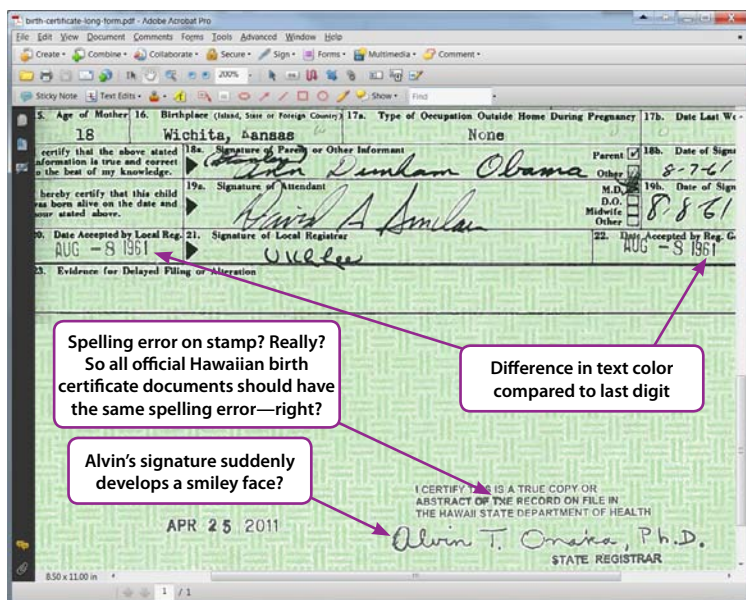 birth-certificate-long-form.pdf - Adobe Acrobat Pro
File Edit View Document Comments Forms Tools Advanced Window Help
Create Combine Collaborate Secure Sign Forms Multimedia Comment
200% Find
Sticky Note Text Edits Show Find
5. Age of Mother 16. Birthplace (Island, State or Foreign Country) 17a. Type of Occupation Outside Home During Pregnancy 17b. Date Last
18 Wichita, Kansas None
certify that the above stated 18a. Signature of Parent or Other Informant Parent 18b. Date of Sign
information is true and correct (Stanley) Ann Dunham Obama Other 8-7-61
o the best of my knowledge.
hereby certify that this child 19a. Signature of Attendant M.D. 19b. Date of Sign
was born alive on the date and David A Sinclair D.O. 8-8-61
our stated above. Midwife
Other
20. Date Accepted by Local Reg. 21. Signature of Local Registrar 22. Date Accepted by Reg. G
AUG - 8 1961 U K L Lee AUG - 8 1961
23. Evidence for Delayed Filing or Alteration
Spelling error on stamp? Really?
So all official Hawaiian birth
certificate documents should have
the same spelling error—right?
Difference in text color
compared to last digit
Alvin's signature suddenly
develops a smiley face?
I CERTIFY THIS IS A TRUE COPY OR
ABSTRACT OF TXE RECORD ON FILE IN
THE HAWAII STATE DEPARTMENT OF HEALTH
APR 25 2011
Alvin T. Onaka, Ph.D.
STATE REGISTRAR
8.50 x 11.00 in
1 / 1